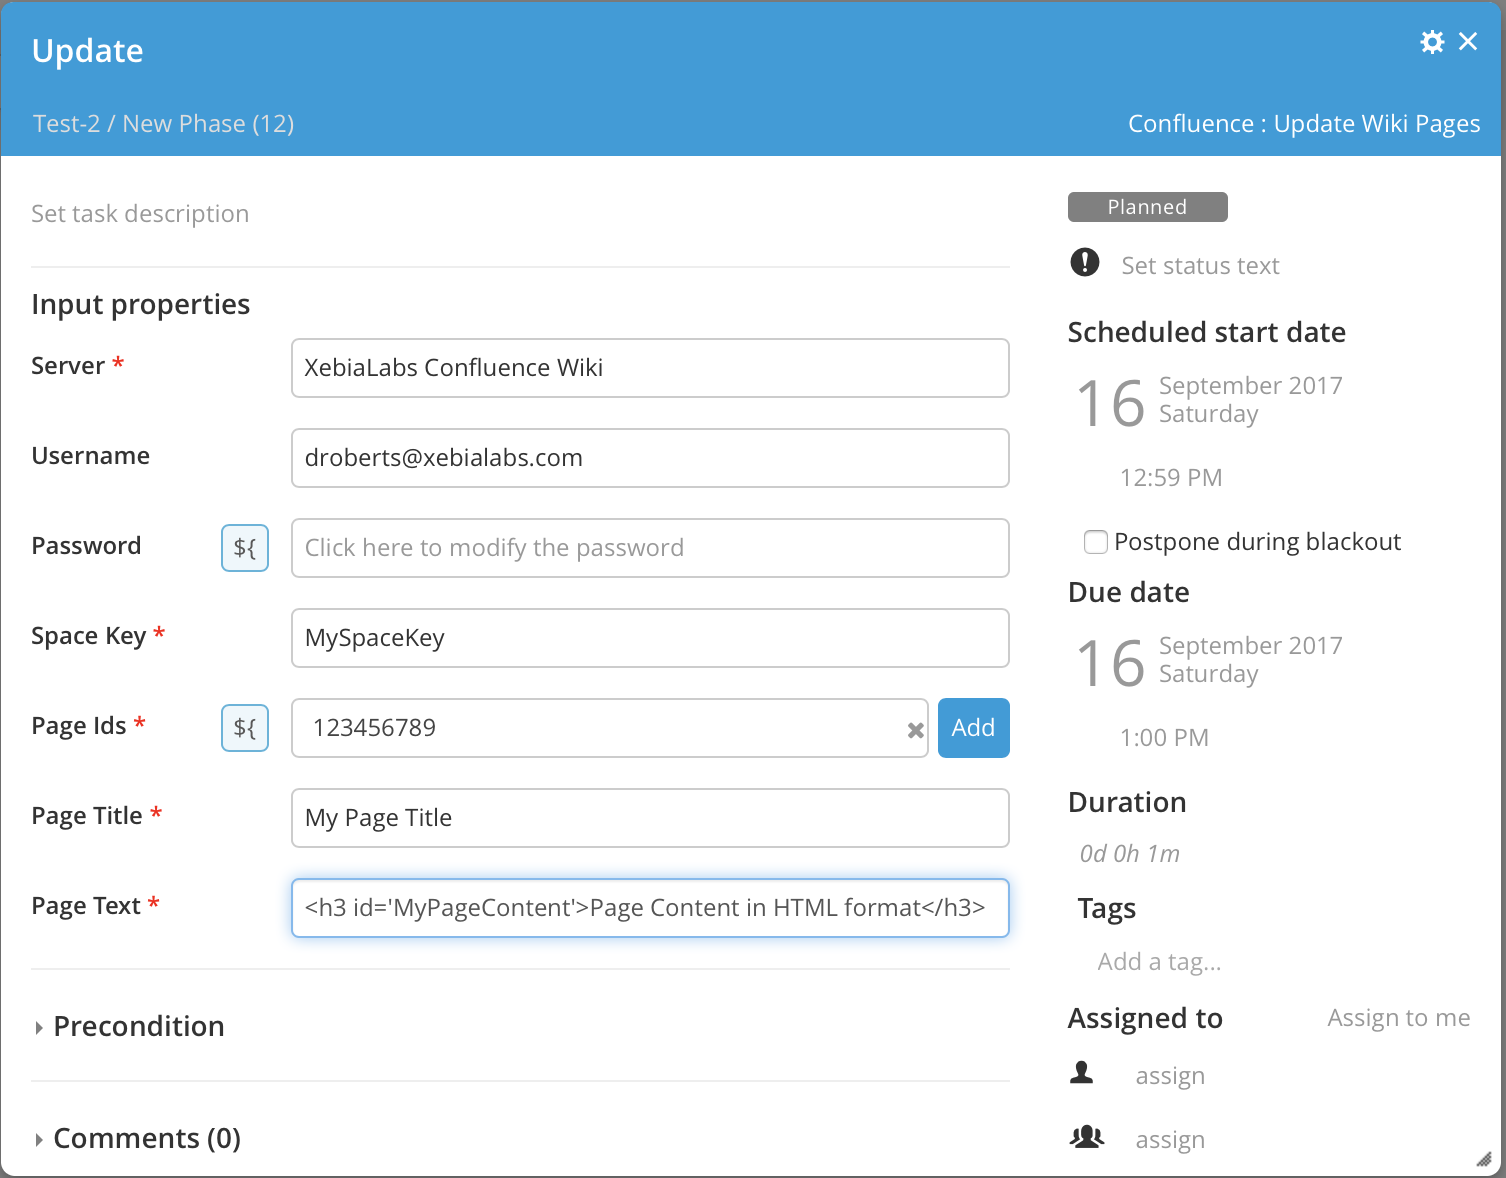 Update
Test-2 / New Phase (12)
Confluence : Update Wiki Pages
Set task description
Input properties
Server *
XebiaLabs Confluence Wiki
Username
droberts@xebialabs.com
Password
${
Click here to modify the password
Space Key *
MySpaceKey
Page Ids *
${
123456789
Add
Page Title *
My Page Title
Page Text *
<h3 id='MyPageContent'>Page Content in HTML format</h3>
Precondition
Comments (0)
Planned
Set status text
Scheduled start date
16
September 2017
Saturday
12:59 PM
Postpone during blackout
Due date
16
September 2017
Saturday
1:00 PM
Duration
0d 0h 1m
Tags
Add a tag...
Assigned to
Assign to me
assign
assign